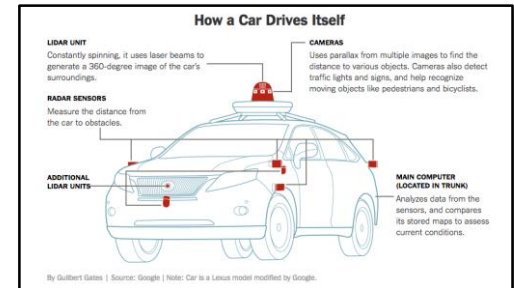 How a Car Drives Itself
LIDAR UNIT
Constantly spinning, it uses laser beams to
generate a 360-degree image of the car's
surroundings.
CAMERAS
Uses parallax from multiple images to find the
distance to various objects. Cameras also detect
traffic lights and signs, and help recognize
moving objects like pedestrians and bicyclists.
RADAR SENSORS
Measure the distance from
the car to obstacles.
ADDITIONAL
LIDAR UNITS
MAIN COMPUTER
(LOCATED IN TRUNK)
Analyzes data from the
sensors, and compares
its stored maps to assess
current conditions.
By Guilbert Gates | Source: Google | Note: Car is a Lexus model modified by Google.